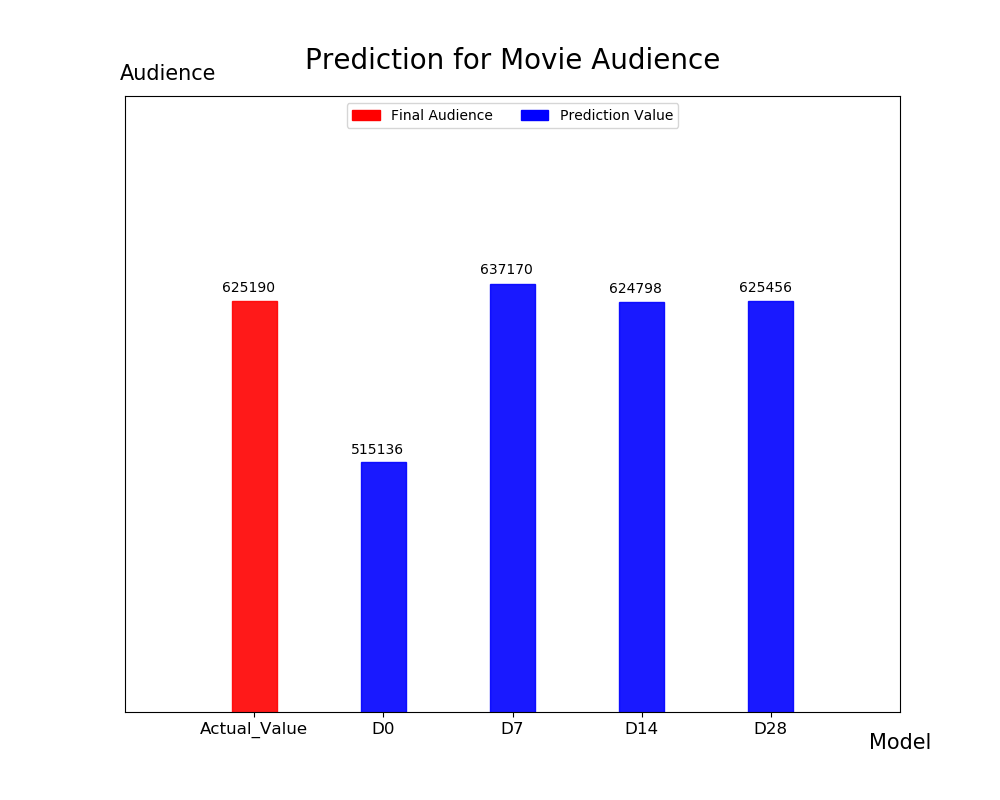 Prediction for Movie Audience
Audience
Final Audience Prediction Value
637170
625190 624798 625456
515136
Actual_Value D0 D7 D14 D28
Model